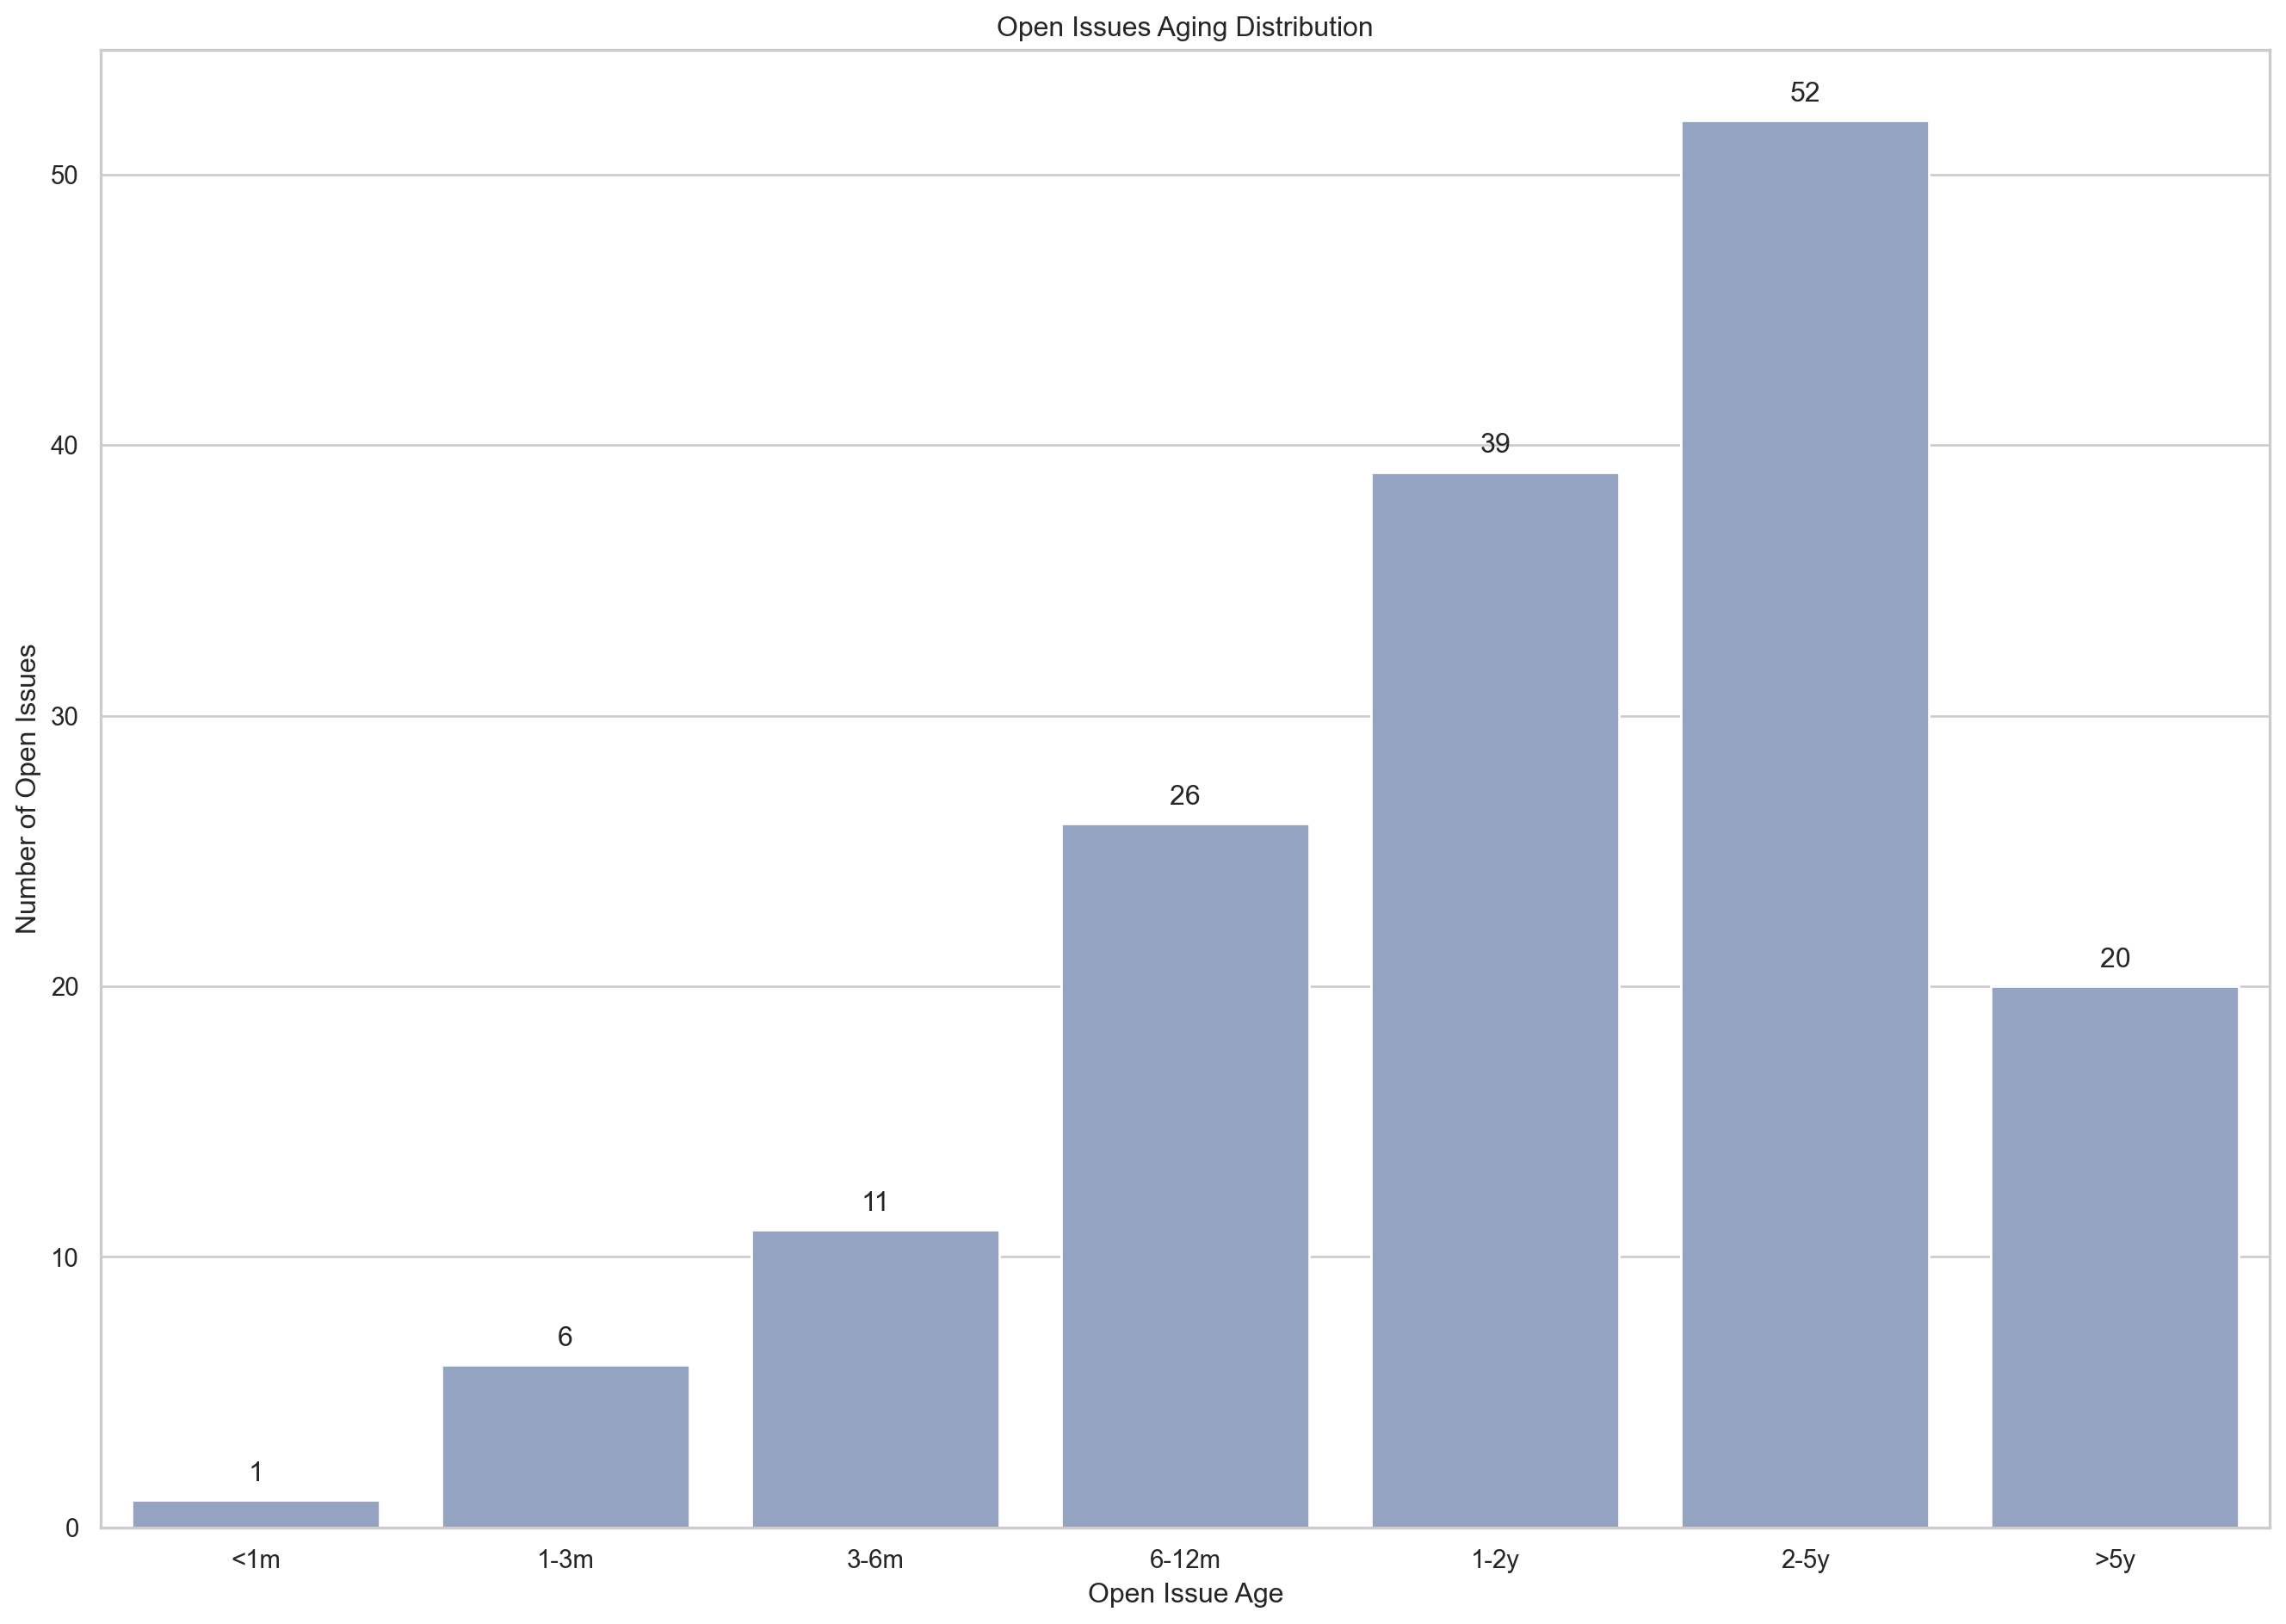 Open Issues Aging Distribution
Number of Open Issues
50
40
30
20
10
0
52
39
26
20
11
6
1
<1m
1-3m
3-6m
6-12m
1-2y
2-5y
>5y
Open Issue Age